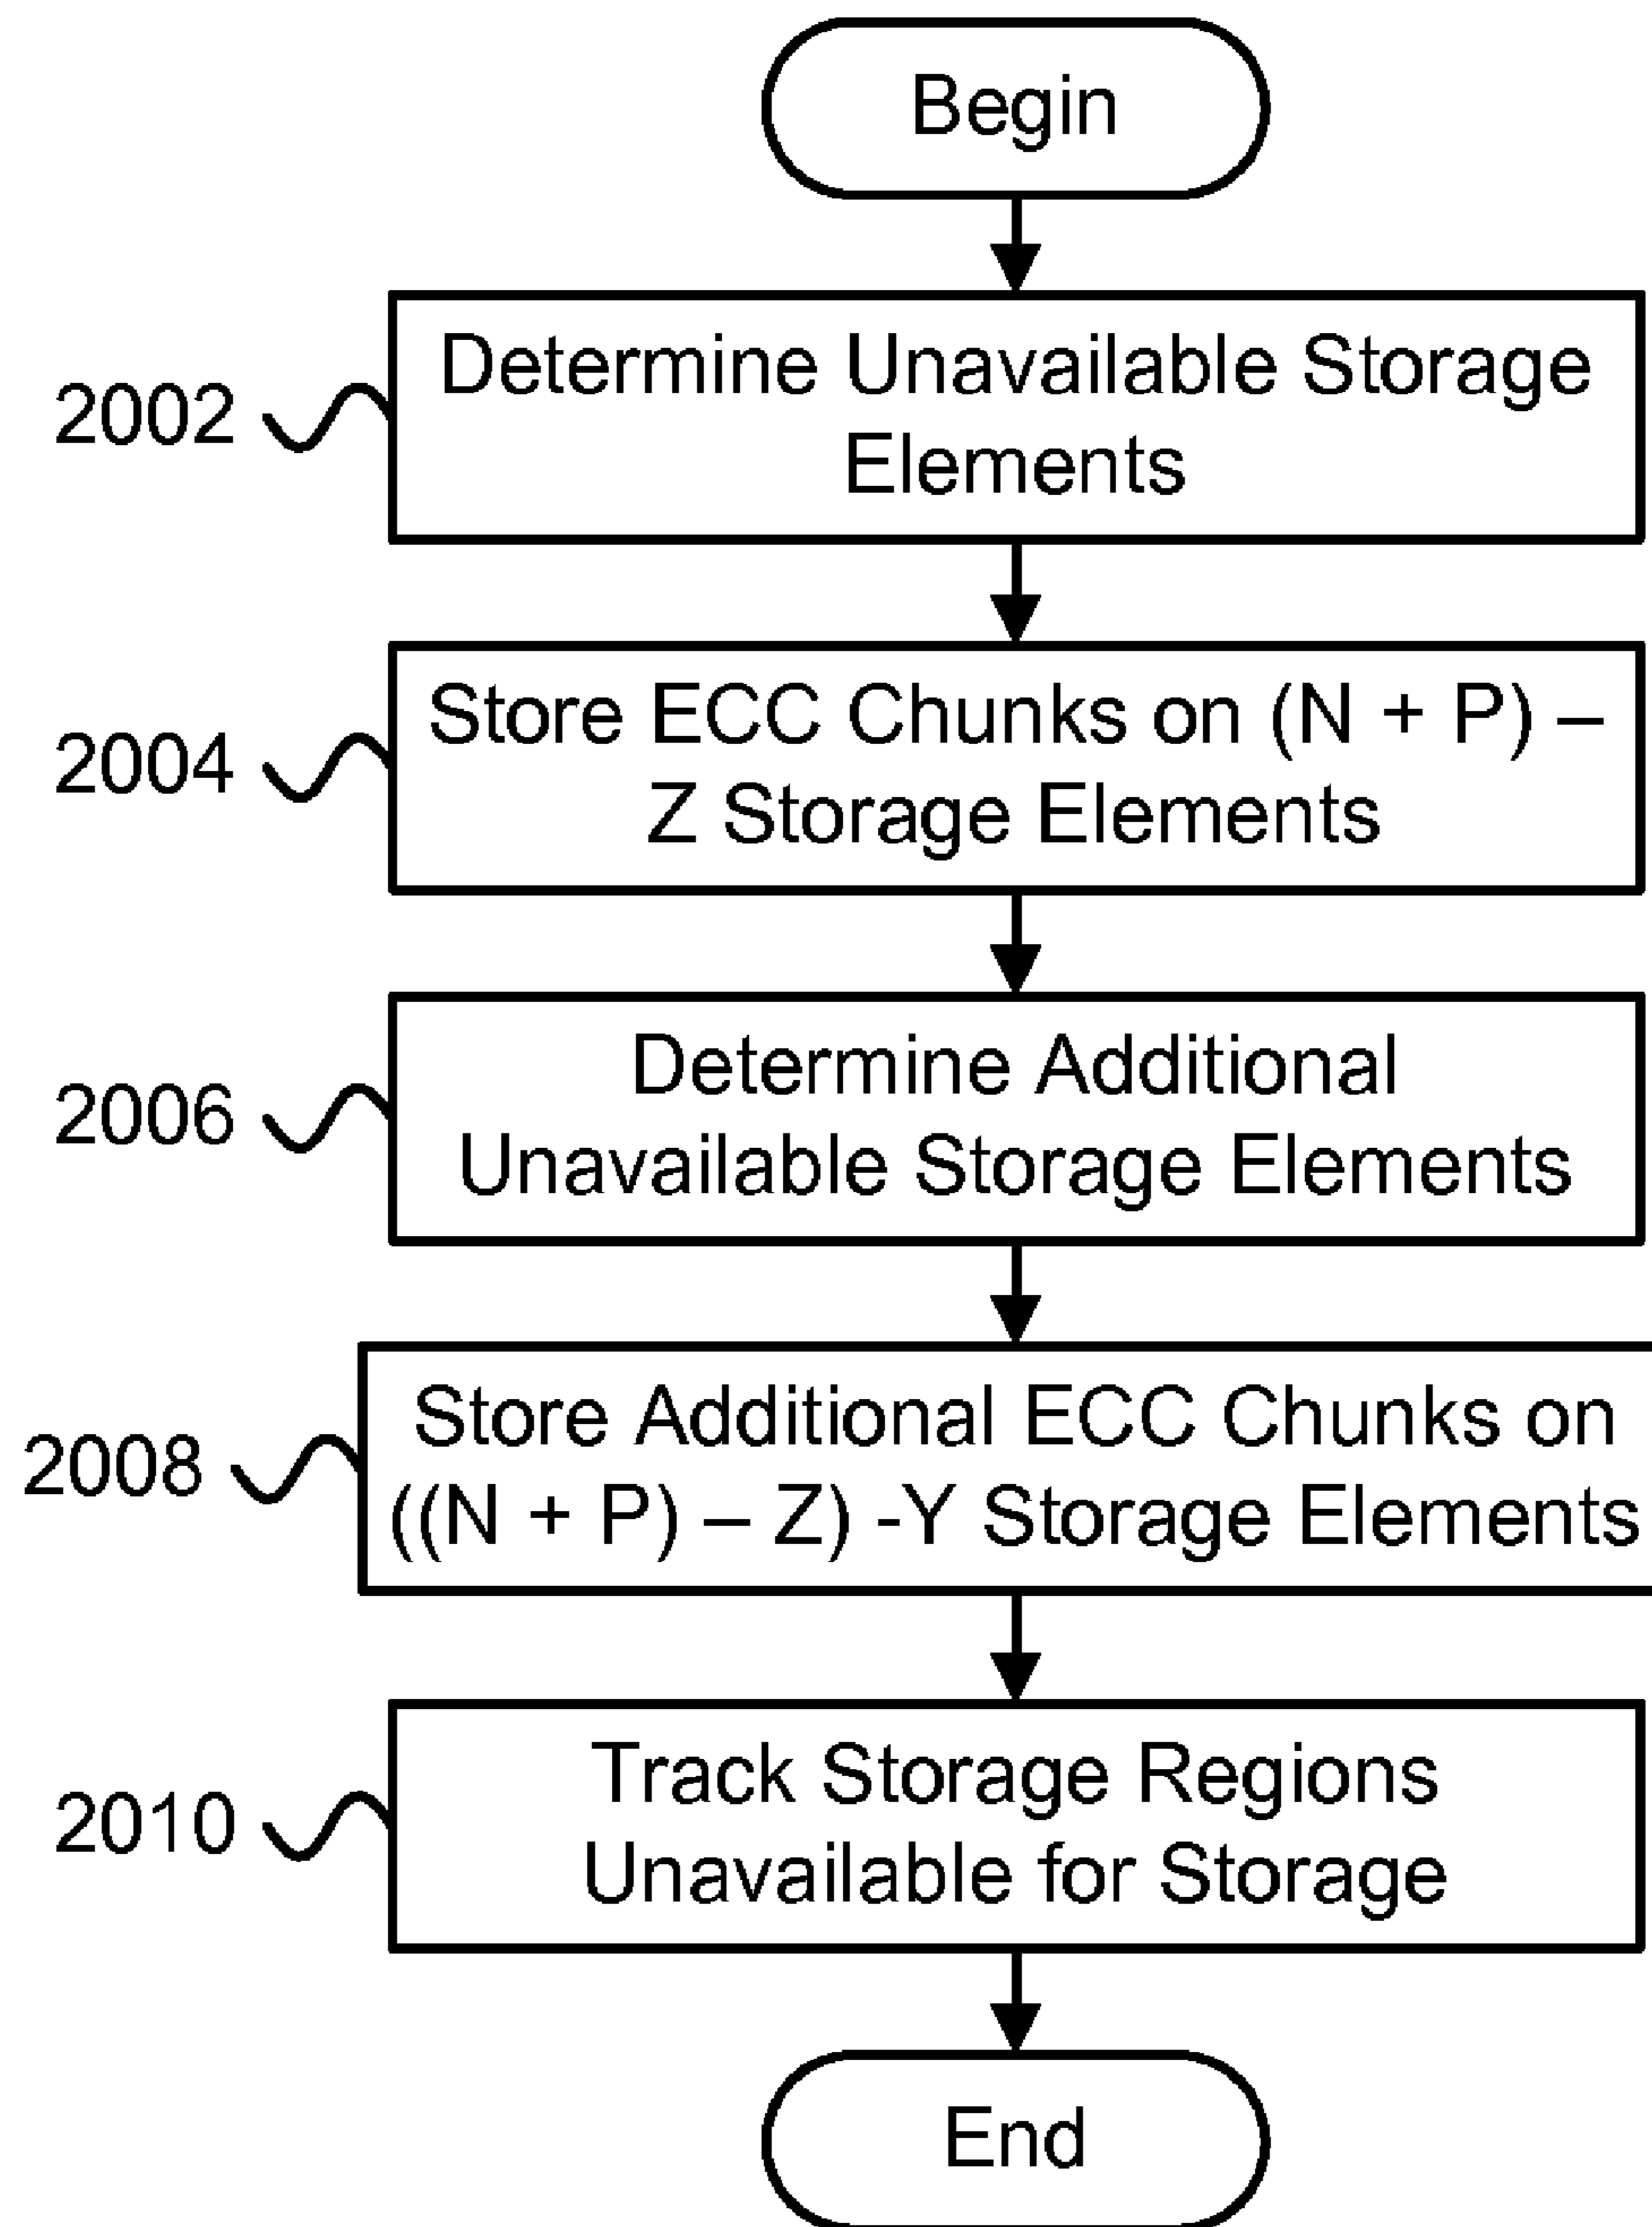 Begin
2002
Determine Unavailable Storage
Elements
2004
Store ECC Chunks on (N + P) –
Z Storage Elements
2006
Determine Additional
Unavailable Storage Elements
2008
Store Additional ECC Chunks on
((N + P) – Z) -Y Storage Elements
2010
Track Storage Regions
Unavailable for Storage
End